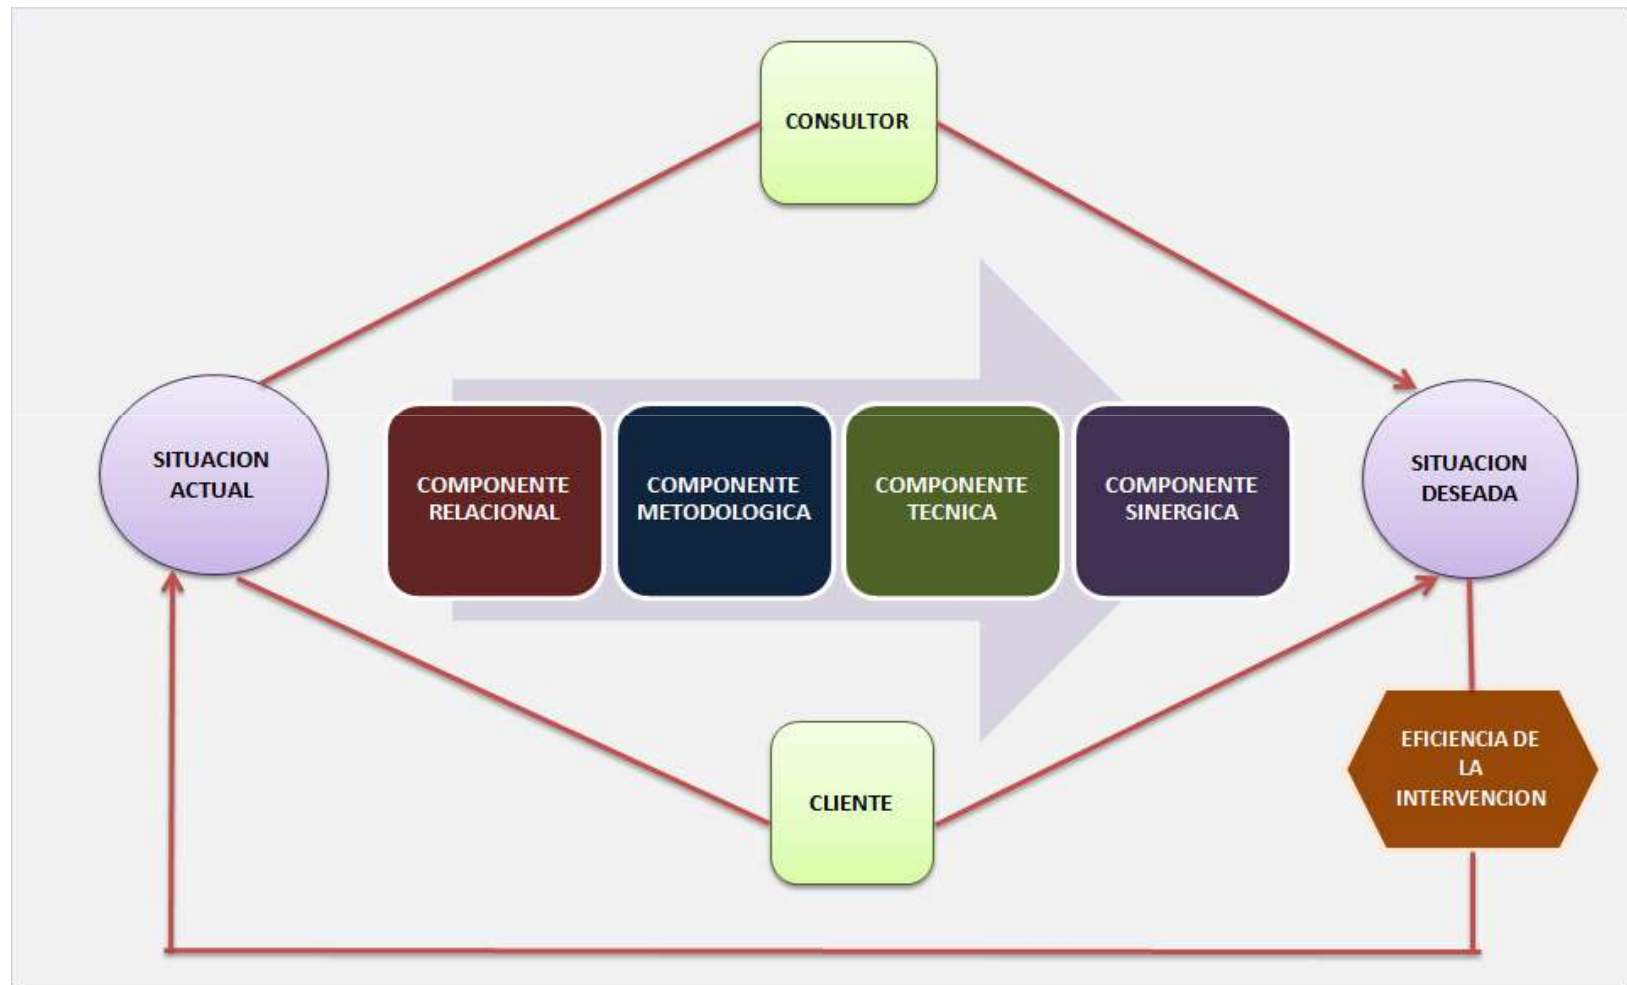 CONSULTOR
SITUACION
ACTUAL
COMPONENTE
RELACIONAL
COMPONENTE
METODOLOGICA
COMPONENTE
TECNICA
COMPONENTE
SINERGICA
SITUACION
DESEADA
CLIENTE
EFICIENCIA DE
LA
INTERVENCION